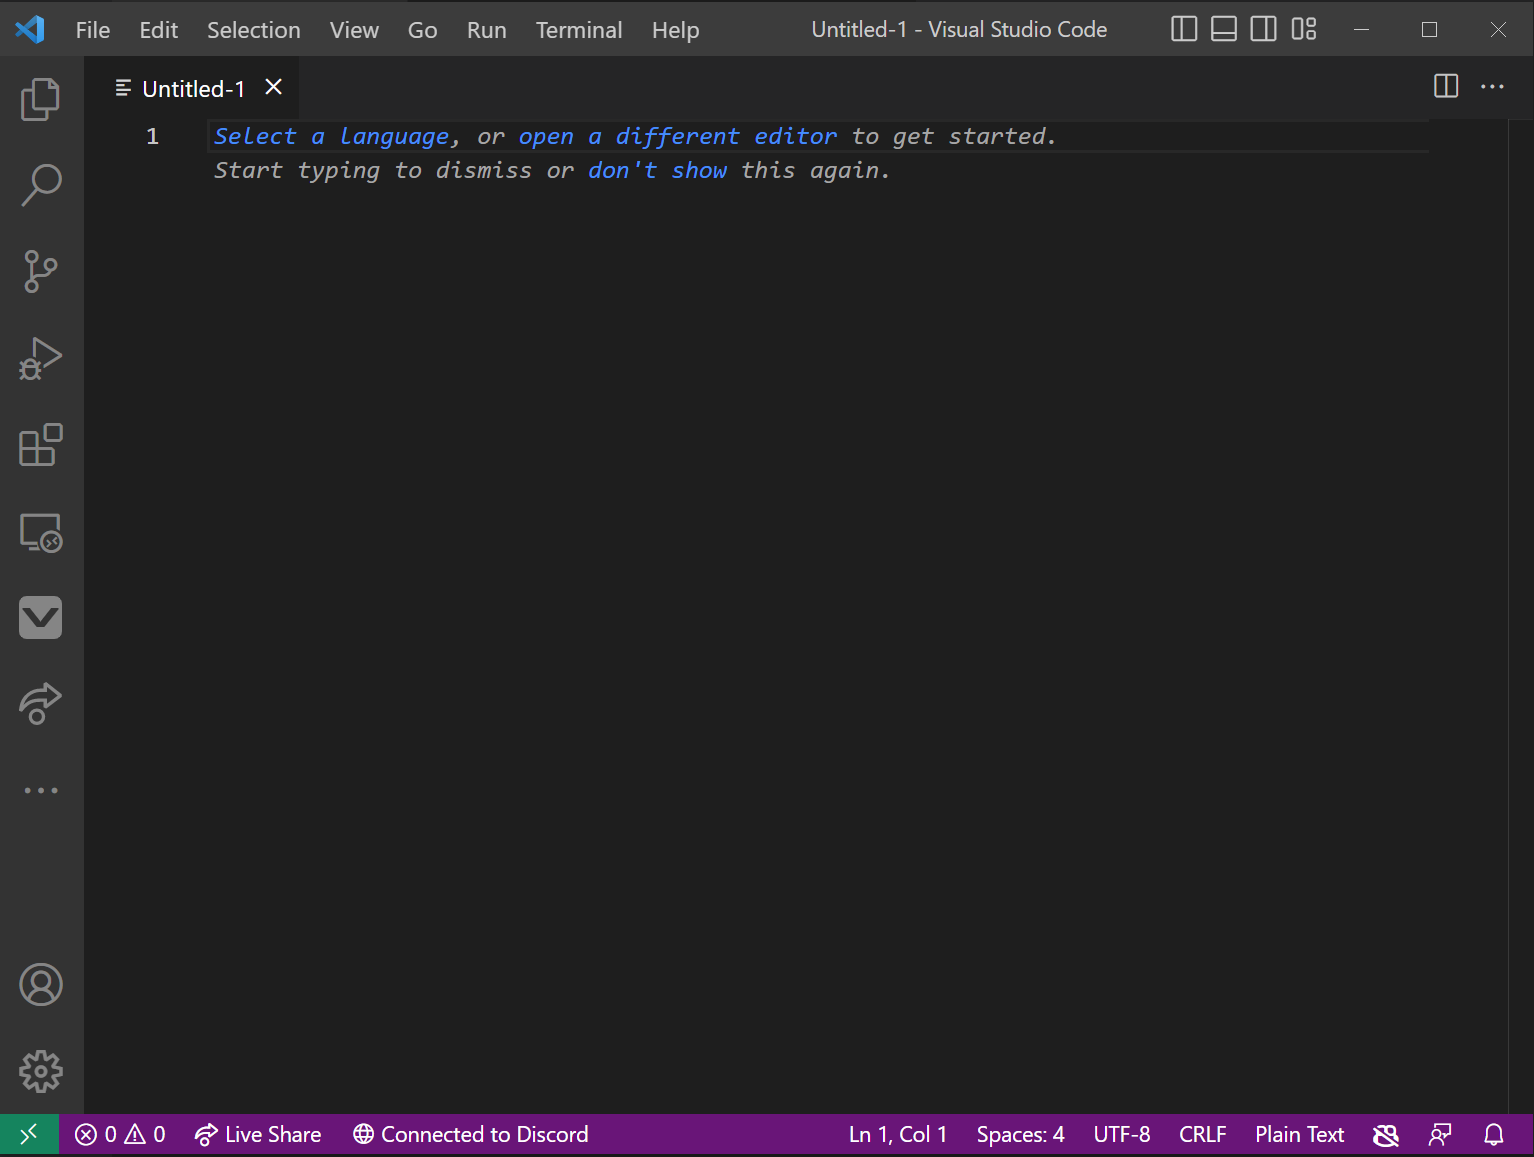 File Edit Selection View Go Run Terminal Help Untitled-1 - Visual Studio Code
Untitled-1
1 Select a language, or open a different editor to get started.
Start typing to dismiss or don't show this again.
0 0 Live Share Connected to Discord Ln 1, Col 1 Spaces: 4 UTF-8 CRLF Plain Text